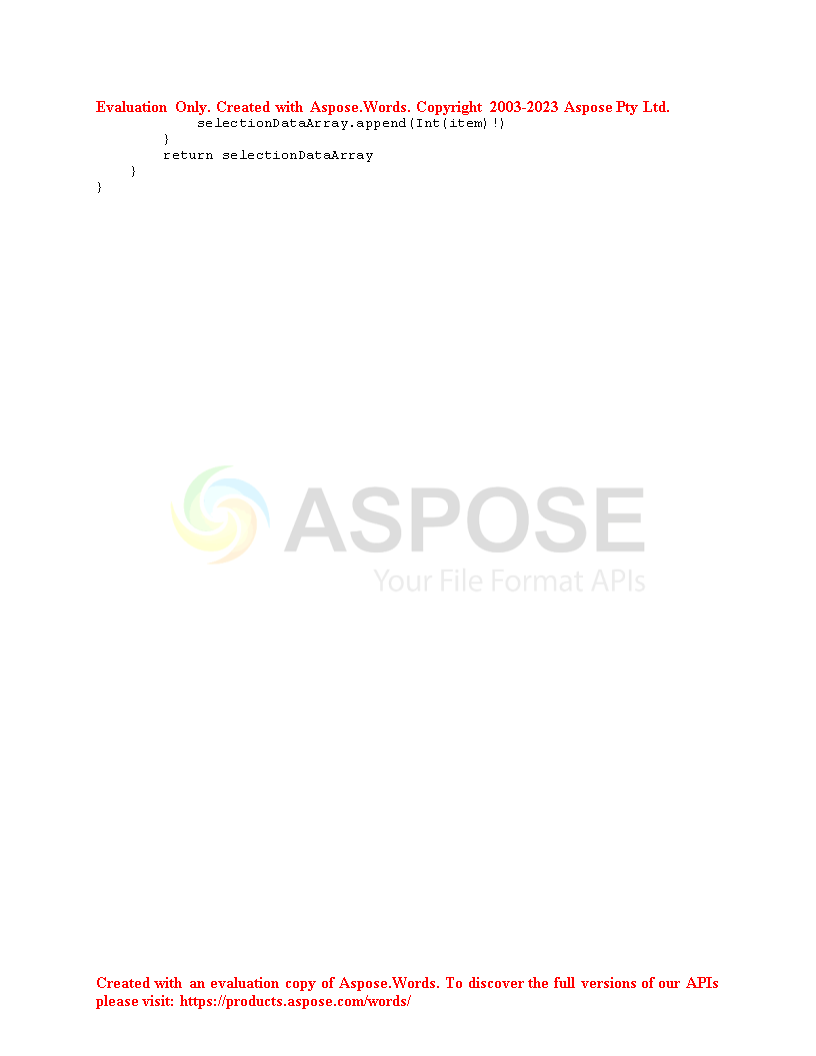 Evaluation Only. Created with Aspose.Words. Copyright 2003-2023 Aspose Pty Ltd.
            selectionDataArray.append(Int(item)!)
        }
        return selectionDataArray
    }
}
ASPOSE
Your File Format APIs
Created with an evaluation copy of Aspose.Words. To discover the full versions of our APIs
please visit: https://products.aspose.com/words/